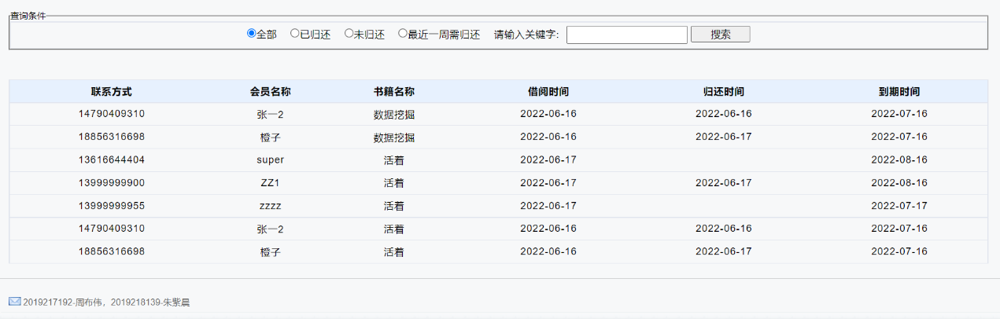 查询条件
全部 已归还 未归还 最近一周需归还 请输入关键字: 搜索
联系方式 会员名称 书籍名称 借阅时间 归还时间 到期时间
14790409310 张一2 数据挖掘 2022-06-16 2022-06-16 2022-07-16
18856316698 橙子 数据挖掘 2022-06-16 2022-06-17 2022-07-16
13616644404 super 活着 2022-06-17 2022-08-16
13999999900 ZZ1 活着 2022-06-17 2022-06-17 2022-08-16
13999999955 zzzz 活着 2022-06-17 2022-07-17
14790409310 张一2 活着 2022-06-16 2022-06-16 2022-07-16
18856316698 橙子 活着 2022-06-16 2022-06-17 2022-07-16
2019217192-周布伟，2019218139-朱紫晨